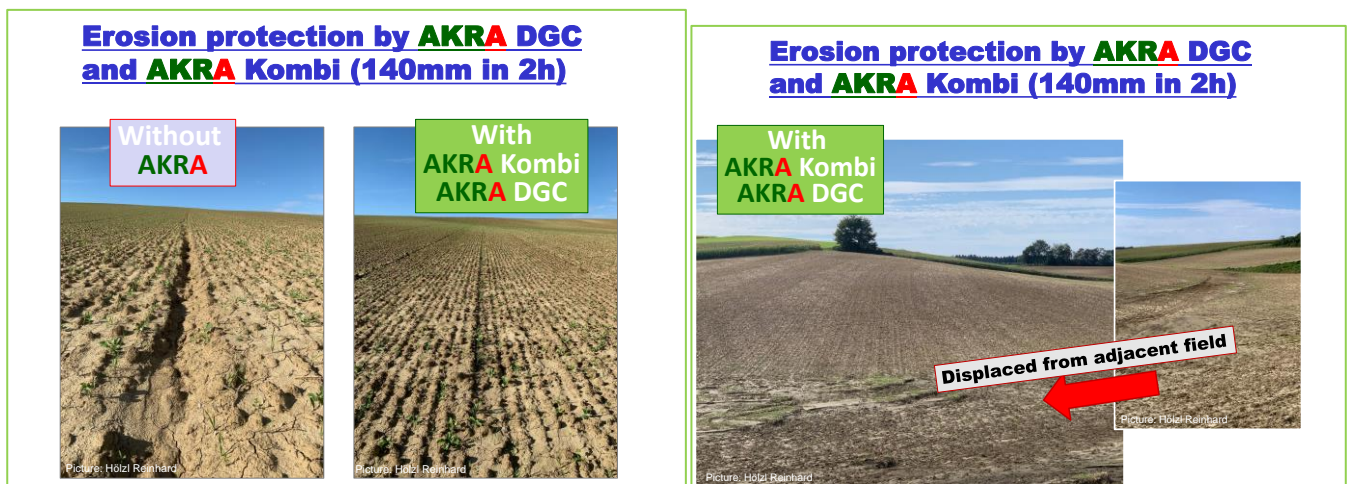 Erosion protection by AKRA DGC
and AKRA Kombi (140mm in 2h)
Without
AKRA
With
AKRA Kombi
AKRA DGC
Picture: Hölzl Reinhard
Picture: Hölzl Reinhard
Erosion protection by AKRA DGC
and AKRA Kombi (140mm in 2h)
With
AKRA Kombi
AKRA DGC
Displaced from adjacent field
Picture: Hölzl Reinhard
Picture: Hölzl Reinhard